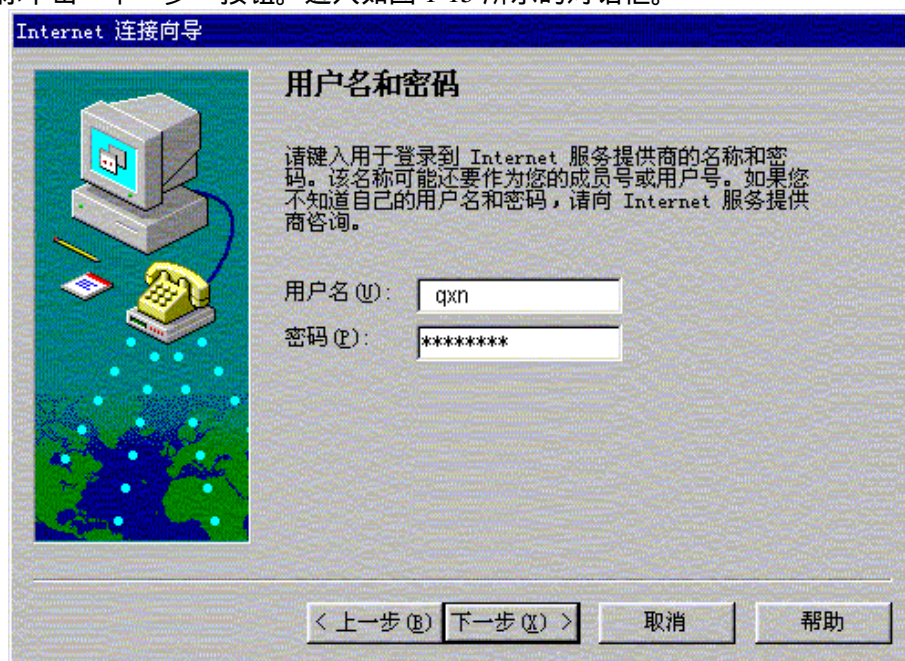 Internet 连接向导
用户名和密码
请键入用于登录到 Internet 服务提供商的名称和密
码。该名称可能还要作为您的成员号或用户号。如果您
不知道自己的用户名和密码，请向 Internet 服务提供
商咨询。
用户名(U): qxn
密码(P): ********
< 上一步(B) 下一步(X) > 取消 帮助